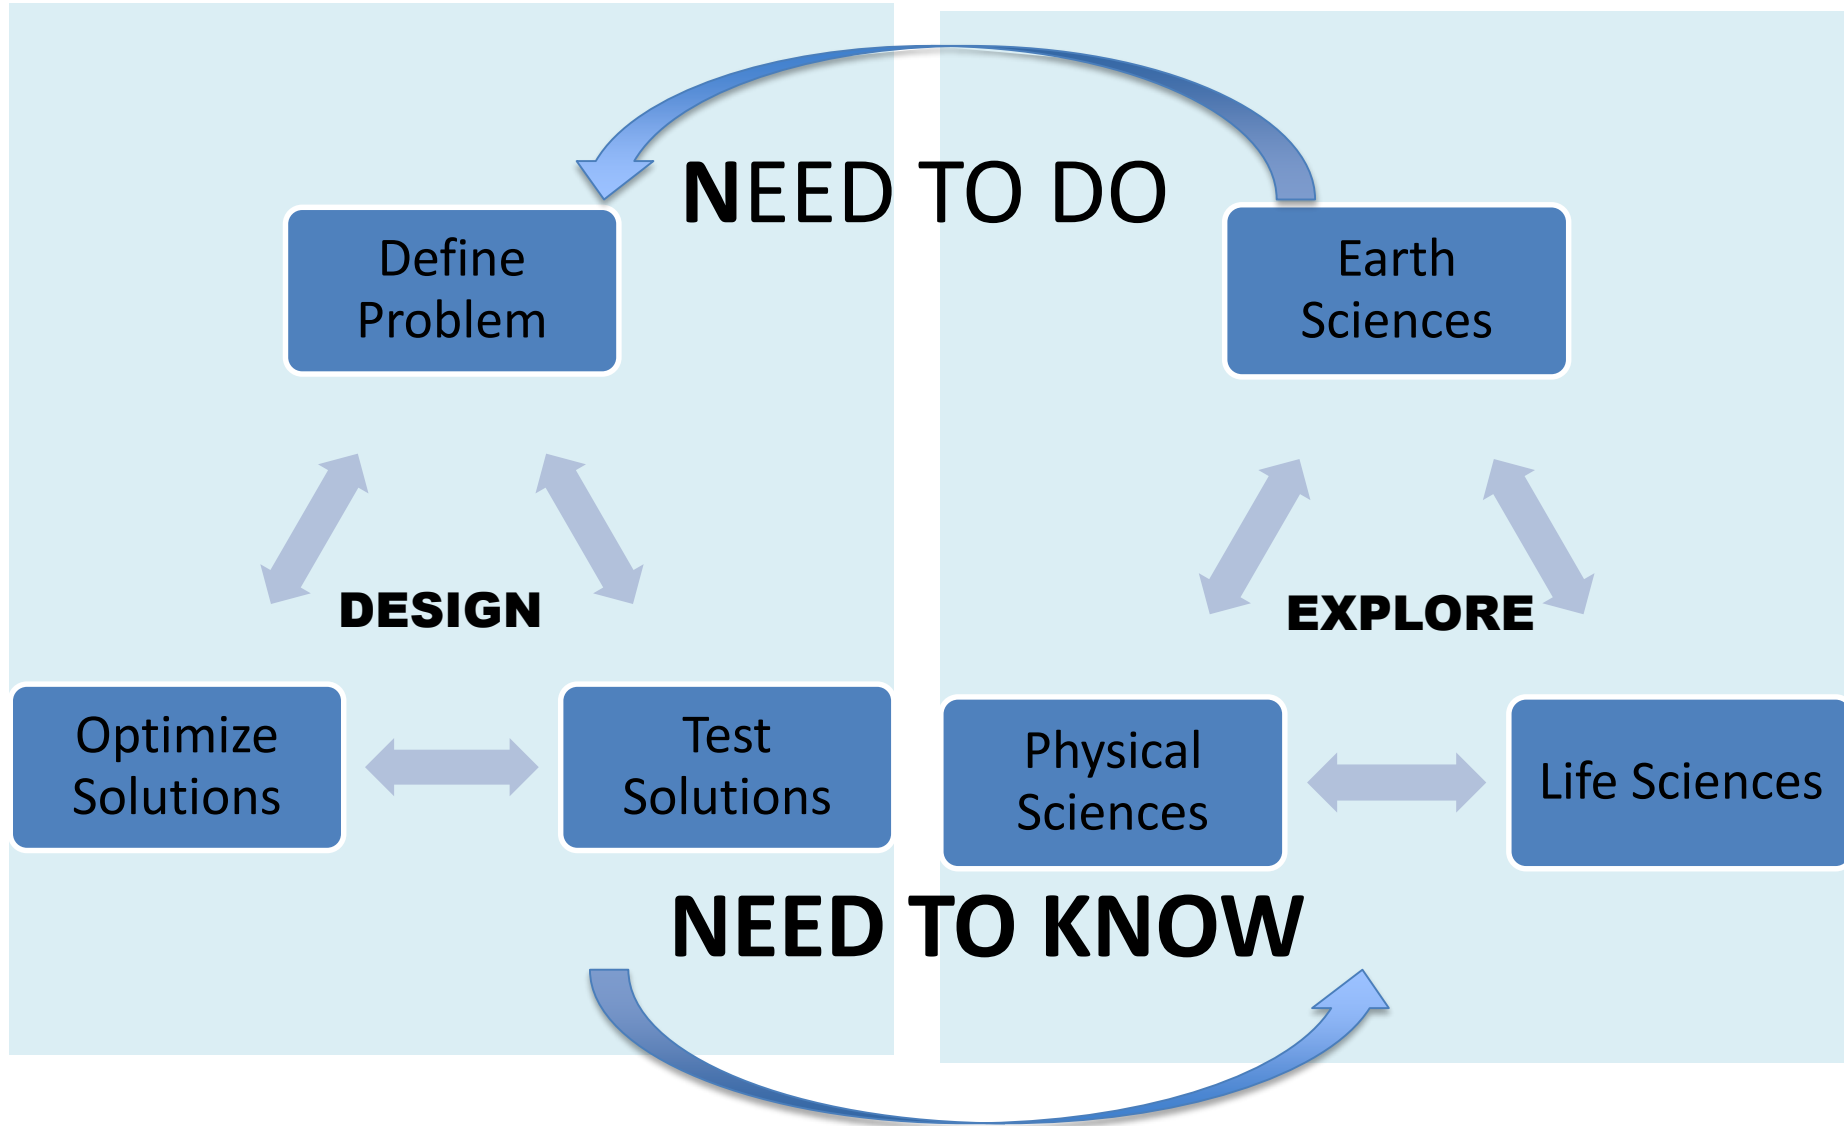 NEED TO DO
Define
Problem
Earth
Sciences
DESIGN
EXPLORE
Optimize
Solutions
Test
Solutions
Physical
Sciences
Life Sciences
NEED TO KNOW